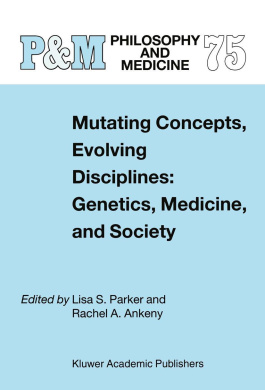 P&M PHILOSOPHY AND MEDICINE 75
Mutating Concepts,
Evolving
Disciplines:
Genetics, Medicine,
and Society
Edited by Lisa S. Parker and
Rachel A. Ankeny
Kluwer Academic Publishers